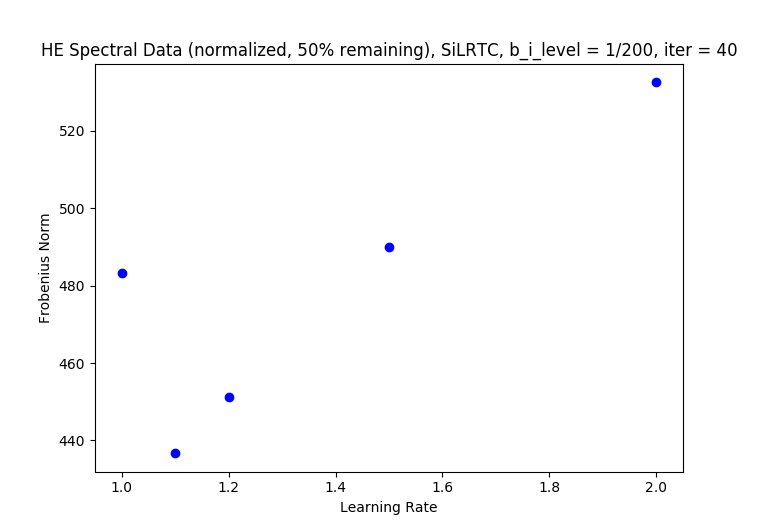 HE Spectral Data (normalized, 50% remaining), SiLRTC, b_i_level = 1/200, iter = 40
520
500
480
460
440
Frobenius Norm
1.0 1.2 1.4 1.6 1.8 2.0
Learning Rate